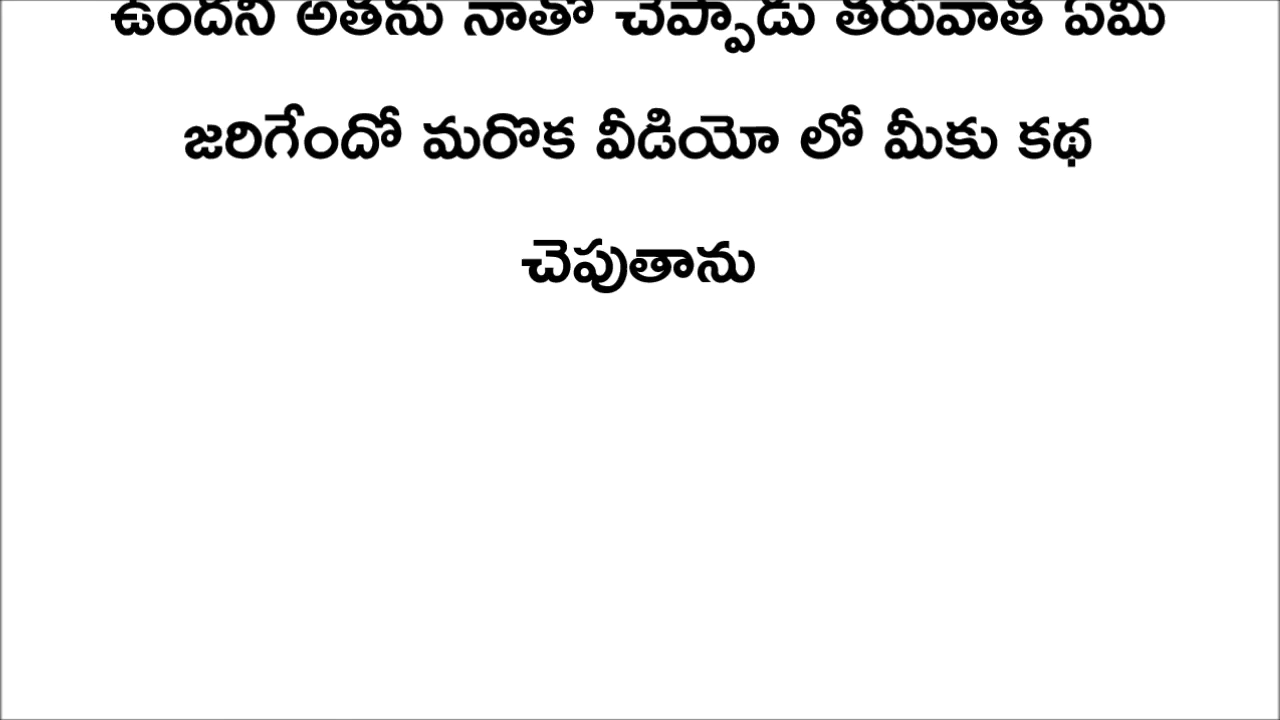 ఉందని అతను నాతో చెప్పాడు తరువాత ఏమి
జరిగేందో మరొక వీడియో లో మీకు కథ
చెపుతాను